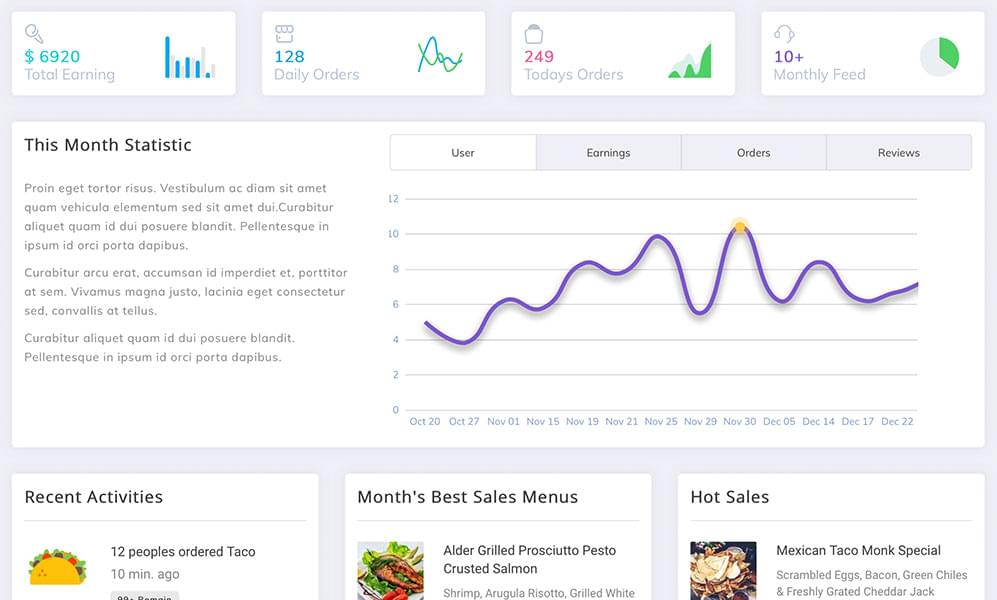 $ 6920
Total Earning
128
Daily Orders
249
Todays Orders
10+
Monthly Feed
This Month Statistic
Proin eget tortor risus. Vestibulum ac diam sit amet
quam vehicula elementum sed sit amet dui.Curabitur
aliquet quam id dui posuere blandit. Pellentesque in
ipsum id orci porta dapibus.
Curabitur arcu erat, accumsan id imperdiet et, porttitor
at sem. Vivamus magna justo, lacinia eget consectetur
sed, convallis at tellus.
Curabitur aliquet quam id dui posuere blandit.
Pellentesque in ipsum id orci porta dapibus.
User Earnings Orders Reviews
12
10
8
6
4
2
0
Oct 20 Oct 27 Nov 01 Nov 15 Nov 19 Nov 21 Nov 25 Nov 29 Nov 30 Dec 05 Dec 14 Dec 17 Dec 22
Recent Activities
12 peoples ordered Taco
10 min. ago
99+ Remain
Month's Best Sales Menus
Alder Grilled Prosciutto Pesto
Crusted Salmon
Shrimp, Arugula Risotto, Grilled White
Hot Sales
Mexican Taco Monk Special
Scrambled Eggs, Bacon, Green Chiles
& Freshly Grated Cheddar Jack